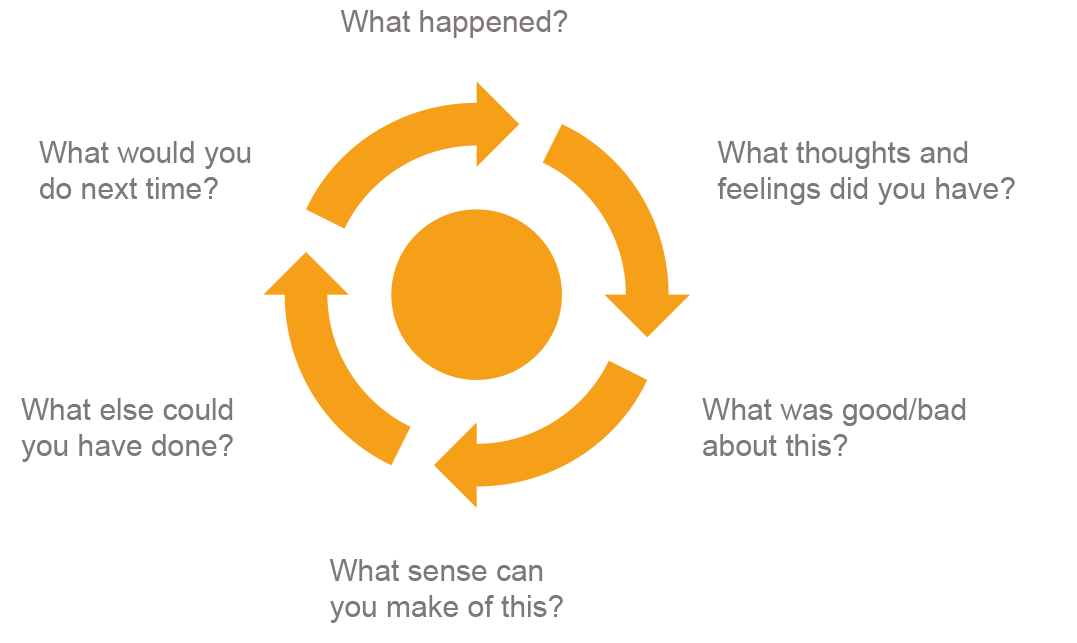 What happened?
What thoughts and
feelings did you have?
What was good/bad
about this?
What sense can
you make of this?
What else could
you have done?
What would you
do next time?